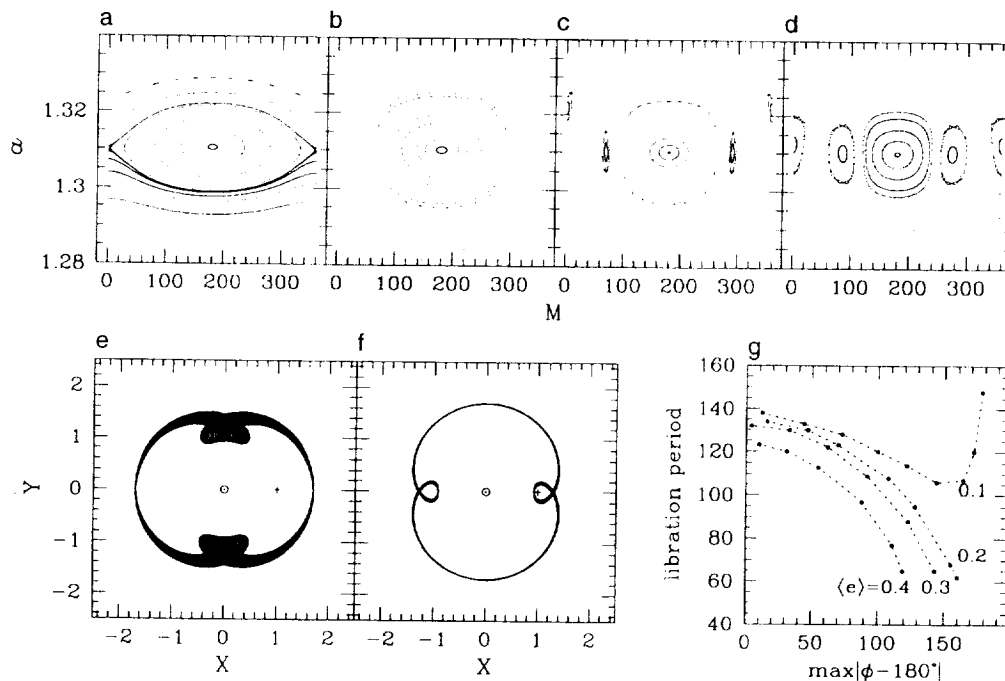 a b c d
1.32
1.3
1.28
α
0 100 200 300 0 100 200 300 0 100 200 300 0 100 200 300
M
e f g
2
1
0
−1
−2
Y
−2 −1 0 1 2 −2 −1 0 1 2
X X
160
140
120
100
80
60
40
libration period
0.1
0.2
⟨e⟩=0.4 0.3
0 50 100 150
max|ϕ−180°|